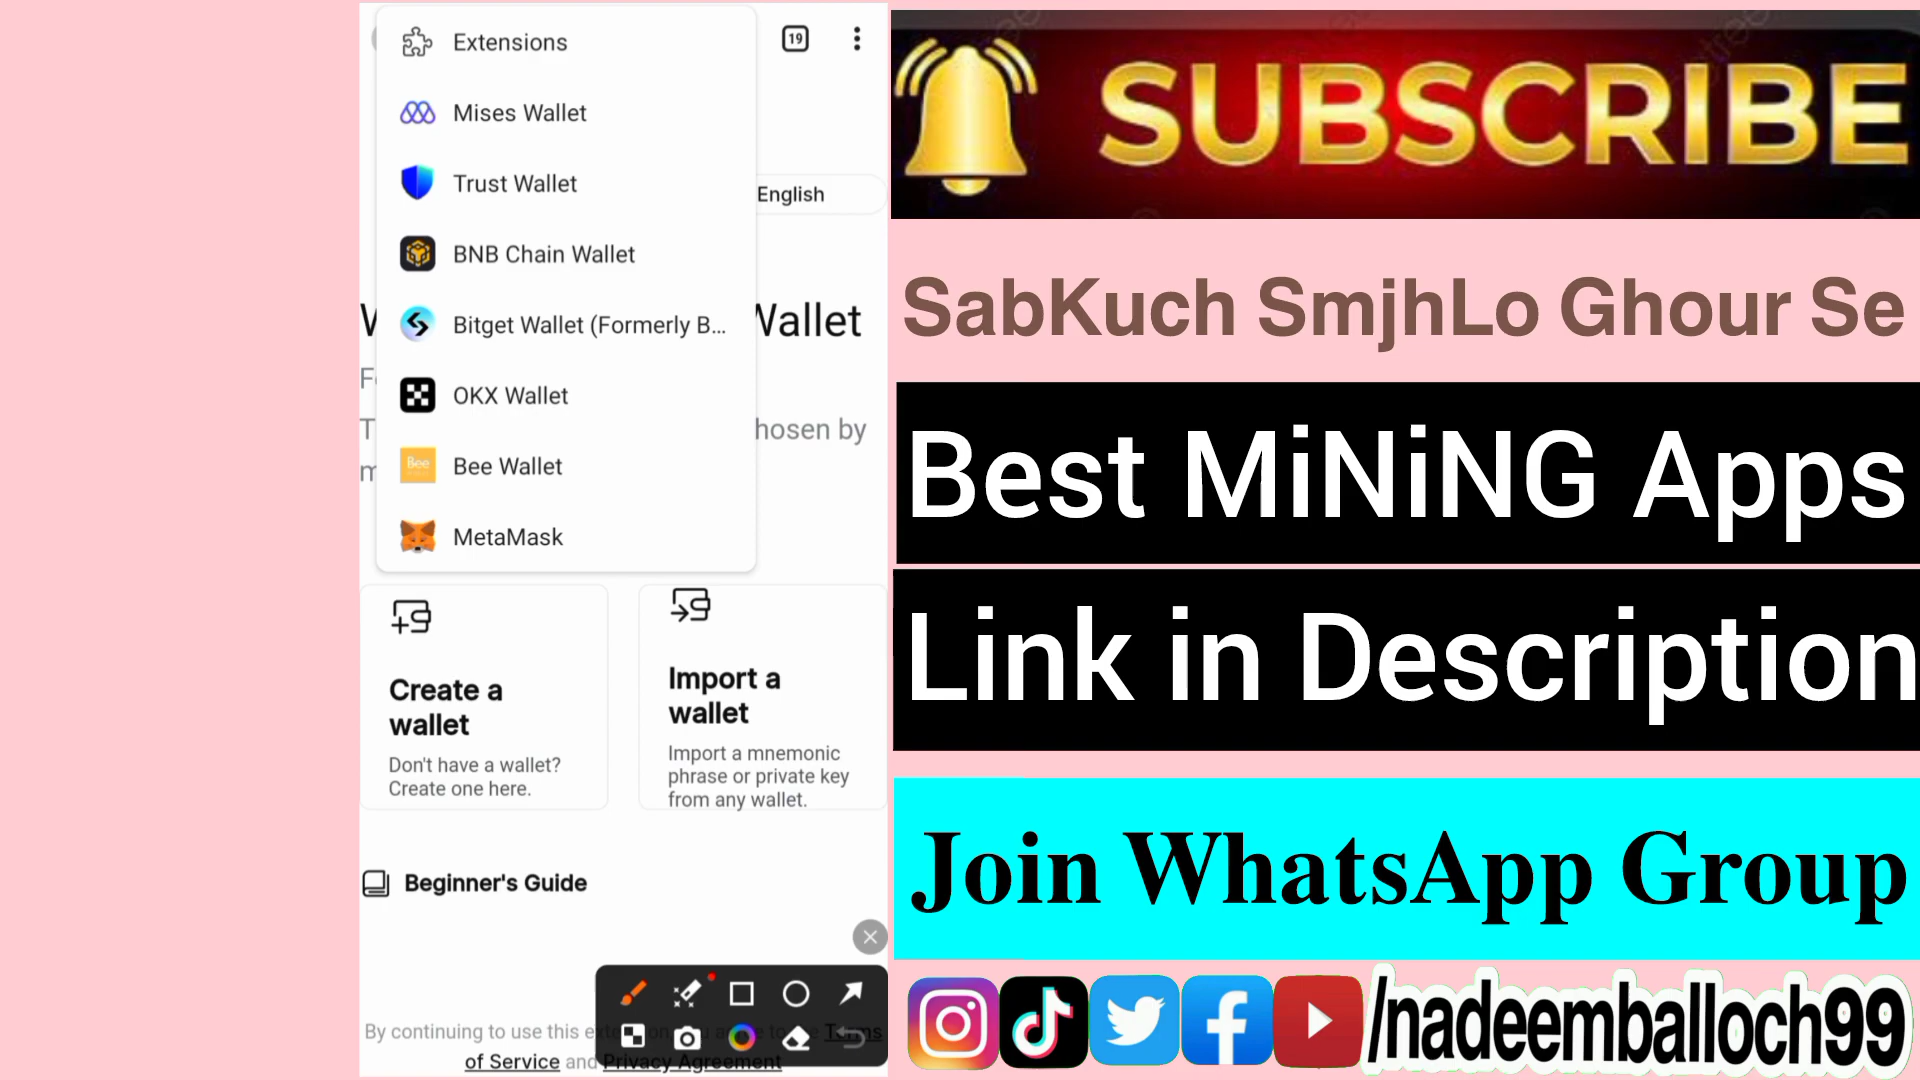 Extensions
19
Mises Wallet
Trust Wallet
English
BNB Chain Wallet
Bitget Wallet (Formerly B...
Wallet
OKX Wallet
hosen by
Bee
Bee Wallet
MetaMask
Create a
wallet
Don't have a wallet?
Create one here.
Import a
wallet
Import a mnemonic
phrase or private key
from any wallet.
Beginner's Guide
By continuing to use this
Terms
of Service and Privacy Agreement
SUBSCRIBE
SabKuch SmjhLo Ghour Se
Best MiNiNG Apps
Link in Description
Join WhatsApp Group
/nadeemballoch99